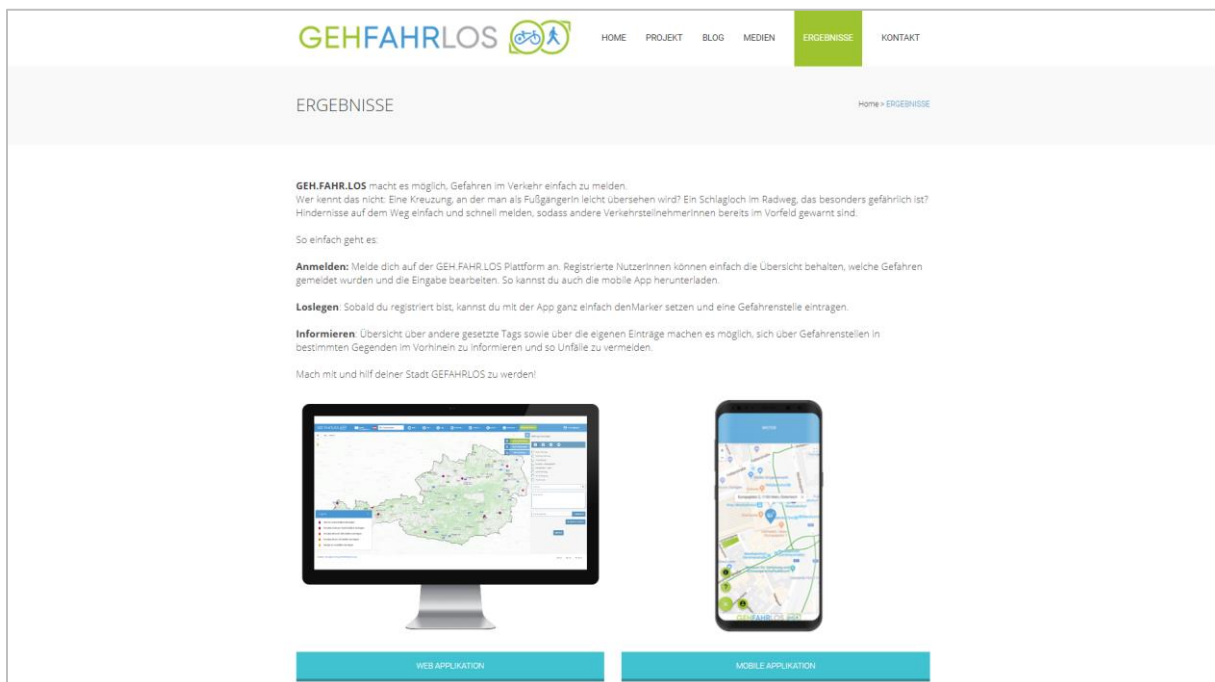 GEHFAHRLOS
HOME PROJEKT BLOG MEDIEN ERGEBNISSE KONTAKT
ERGEBNISSE
Home > ERGEBNISSE
GEH.FAHR.LOS macht es möglich, Gefahren im Verkehr einfach zu melden.
Wer kennt das nicht: Eine Kreuzung, an der man als FußgängerIn leicht übersehen wird? Ein Schlagloch im Radweg, das besonders gefährlich ist?
Hindernisse auf dem Weg einfach und schnell melden, sodass andere VerkehrsteilnehmerInnen bereits im Vorfeld gewarnt sind.
So einfach geht es:
Anmelden: Melde dich auf der GEH.FAHR.LOS Plattform an. Registrierte NutzerInnen können einfach die Übersicht behalten, welche Gefahren
gemeldet wurden und die Eingabe bearbeiten. So kannst du auch die mobile App herunterladen.
Loslegen: Sobald du registriert bist, kannst du mit der App ganz einfach denMarker setzen und eine Gefahrenstelle eintragen.
Informieren: Übersicht über andere gesetzte Tags sowie über die eigenen Einträge machen es möglich, sich über Gefahrenstellen in
bestimmten Gegenden im Vorhinein zu informieren und so Unfälle zu vermeiden.
Mach mit und hilf deiner Stadt GEFAHRLOS zu werden!
WEITER
GEHFAHRLOS
WEB APPLIKATION
MOBILE APPLIKATION